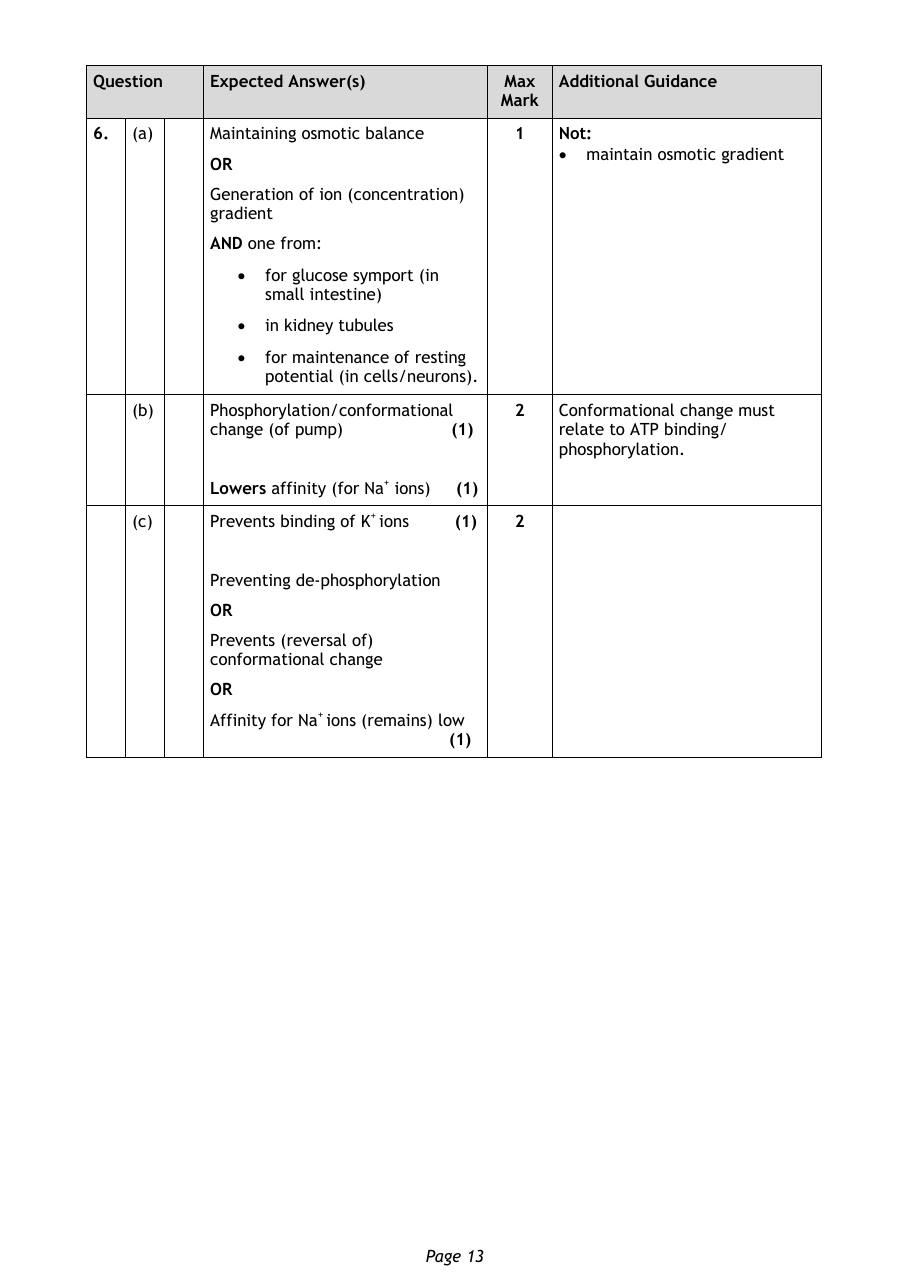 Question Expected Answer(s) Max Mark Additional Guidance
6. (a) Maintaining osmotic balance 1 Not:
• maintain osmotic gradient
OR
Generation of ion (concentration)
gradient
AND one from:
• for glucose symport (in
small intestine)
• in kidney tubules
• for maintenance of resting
potential (in cells/neurons).
(b) Phosphorylation/conformational 2 Conformational change must
change (of pump) (1) relate to ATP binding/
phosphorylation.
Lowers affinity (for Na⁺ ions) (1)
(c) Prevents binding of K⁺ ions (1) 2
Preventing de-phosphorylation
OR
Prevents (reversal of)
conformational change
OR
Affinity for Na⁺ ions (remains) low
(1)
Page 13